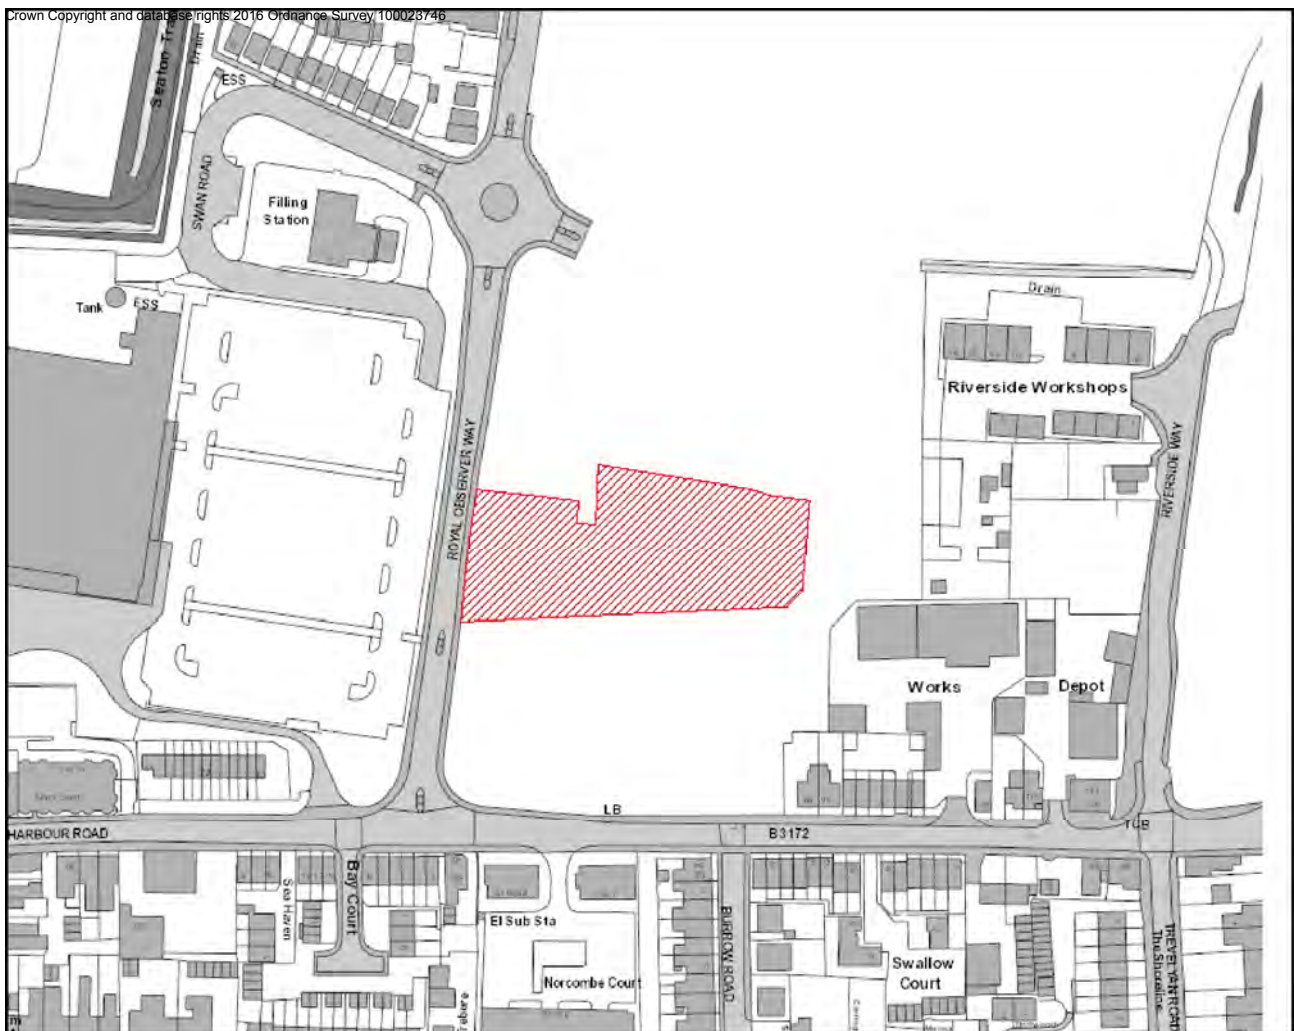 Crown Copyright and database rights 2016 Ordnance Survey 100023746
Drain
ESS
SWAN ROAD
Filling
Station
Tank
ESS
Drain
Riverside Workshops
ROYAL OBSERVER WAY
RIVERSIDE WAY
Works
Depot
LB
HARBOUR ROAD
B3172
TCB
Bay Court
Sea Haven
El Sub Sta
BURROW ROAD
Norcombe Court
Swallow
Court
TREVELYAN ROAD
The Shoreline